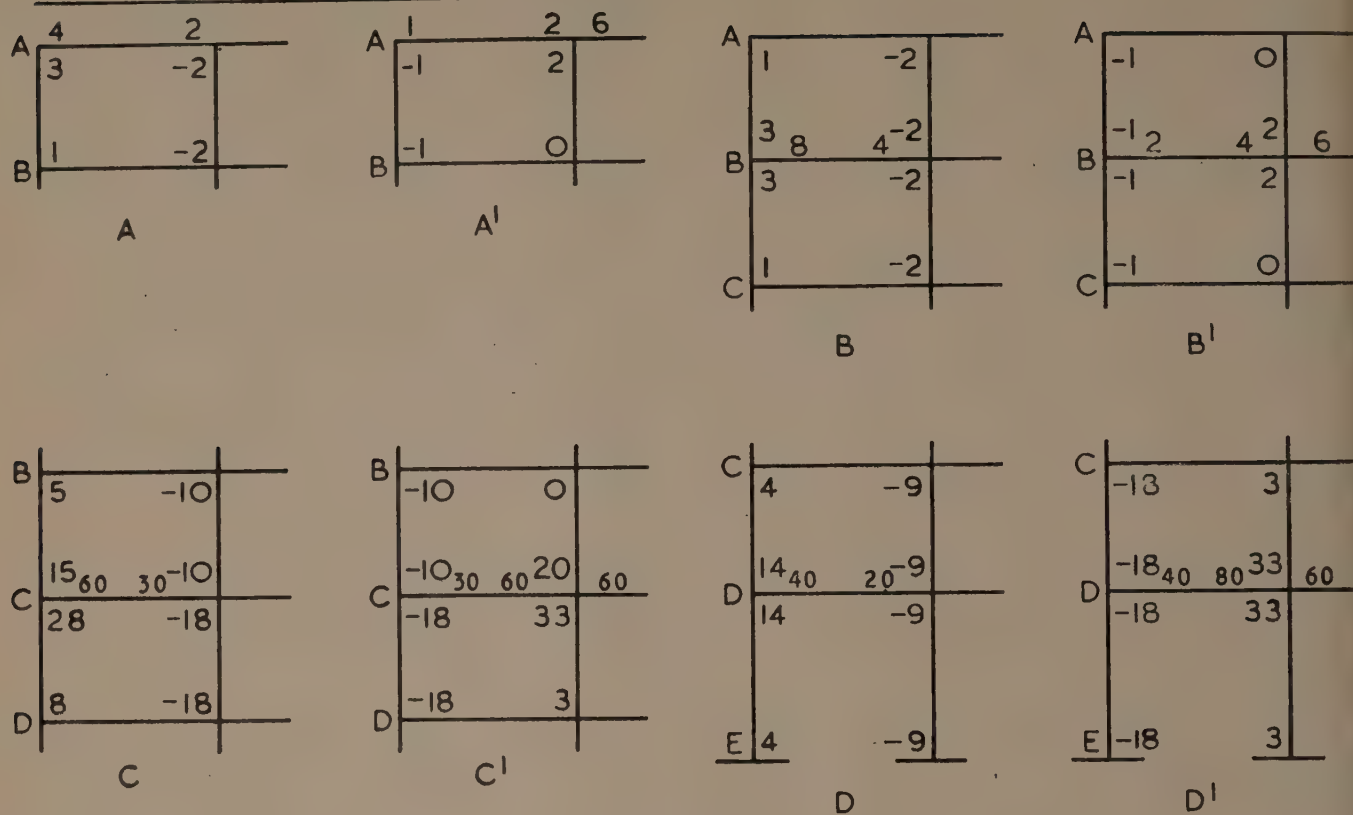 4 2 1 2 6
A A A A
3 -2 -1 2 1 -2 -1 0
3 8 4 -2 -1 2 4 2 6
B 1 -2 B -1 0 B B
3 -2 -1 2
A A¹
1 -2 -1 0
C C
B B¹
B B C C
5 -10 -10 0 4 -9 -13 3
15 60 30 -10 -10 30 60 20 60 14 40 20 -9 -18 40 80 33 60
C C D D
28 -18 -18 33 14 -9 -18 33
8 -18 -18 3
D D
E 4 -9 E -18 3
C C¹
D D¹